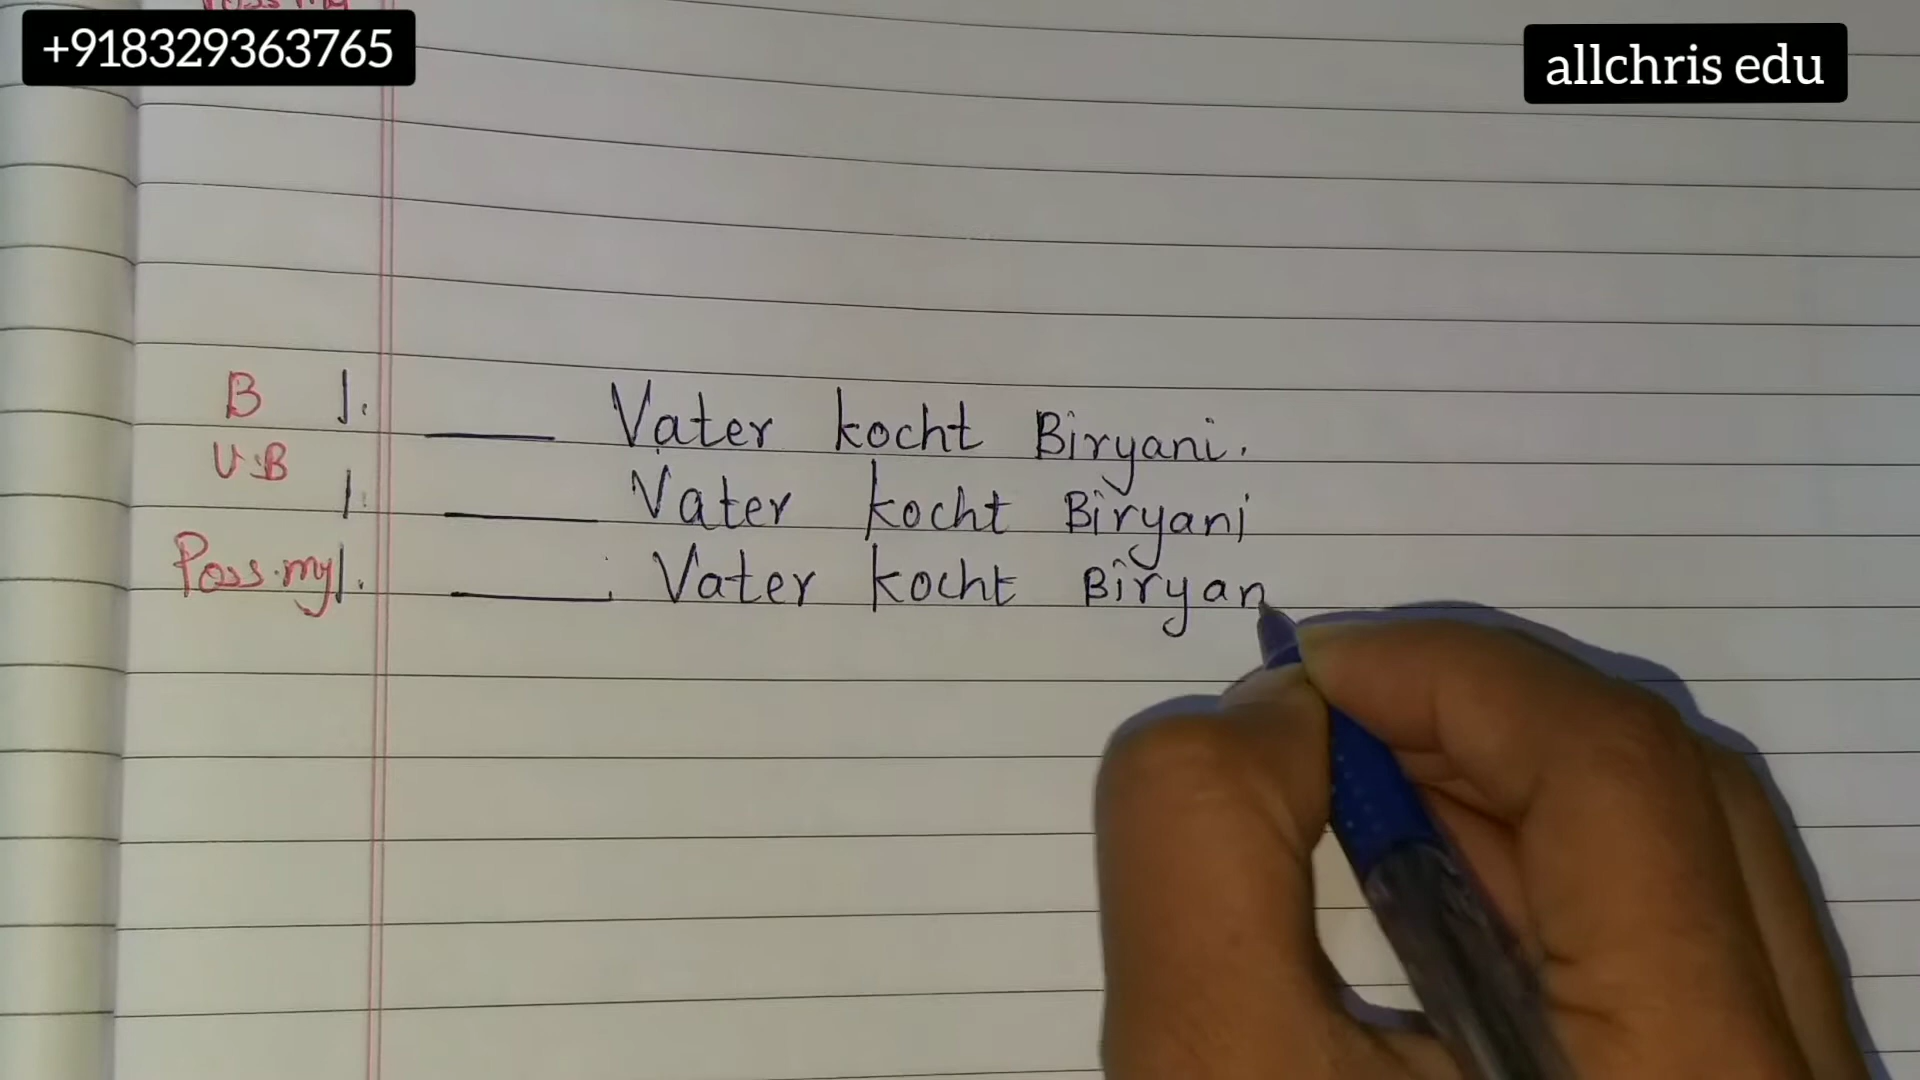 +918329363765
allchris edu
B 1. ____ Vater kocht Biryani.
U.B
1. ____ Vater kocht Biryani
Poss.my 1. ____ Vater kocht Biryan